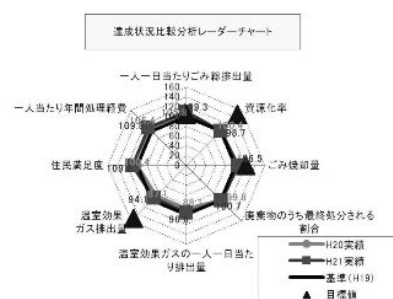 達成状況比較分析レーダーチャート
一人一日当たりごみ総排出量
160
140
120
80
60
40
20
0
資源化率
98.7
ごみ焼却量
96.5
廃棄物のうち最終処分される
割合
温室効果ガスの一人一日当た
り排出量
温室効果
ガス排出量
住民満足度
一人当たり年間処理経費
H20実績
H21実績
基準(H19)
目標値